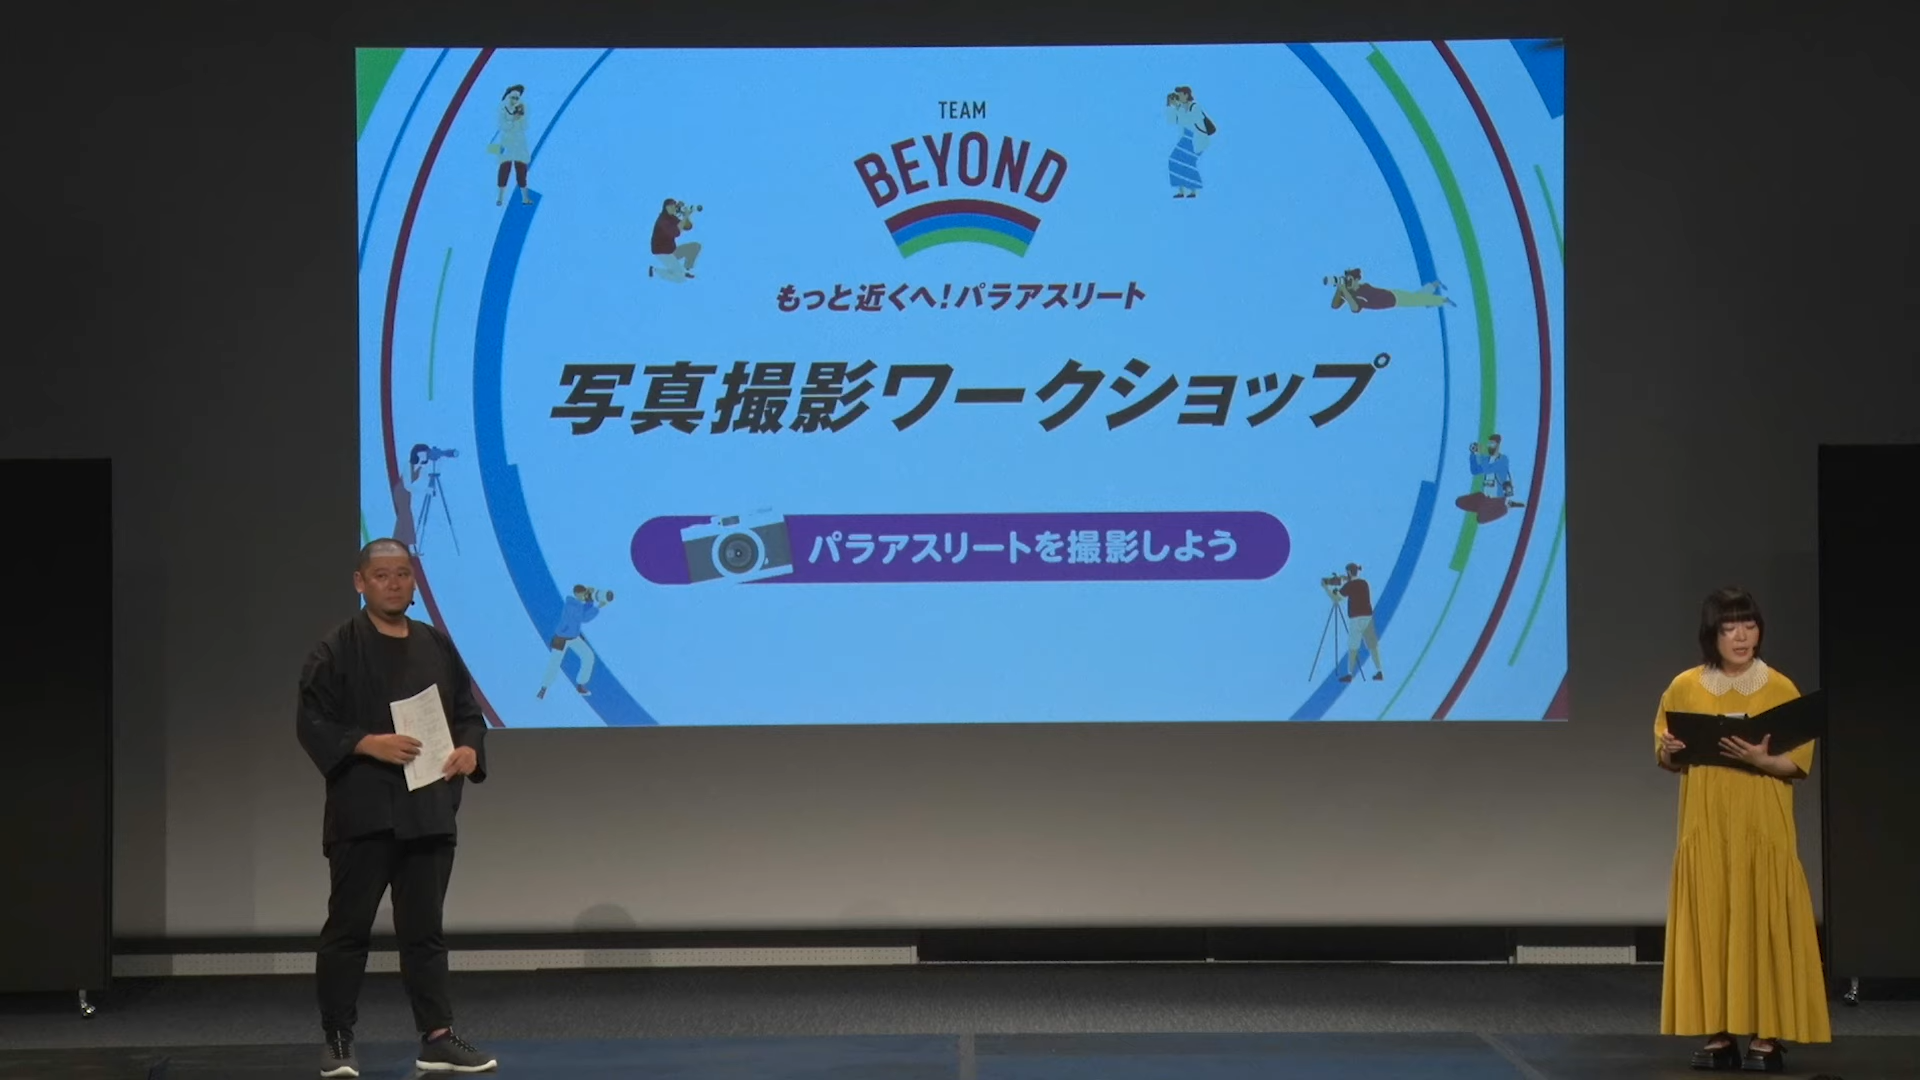 TEAM
BEYOND
もっと近くへ！パラアスリート
写真撮影ワークショップ
パラアスリートを撮影しよう